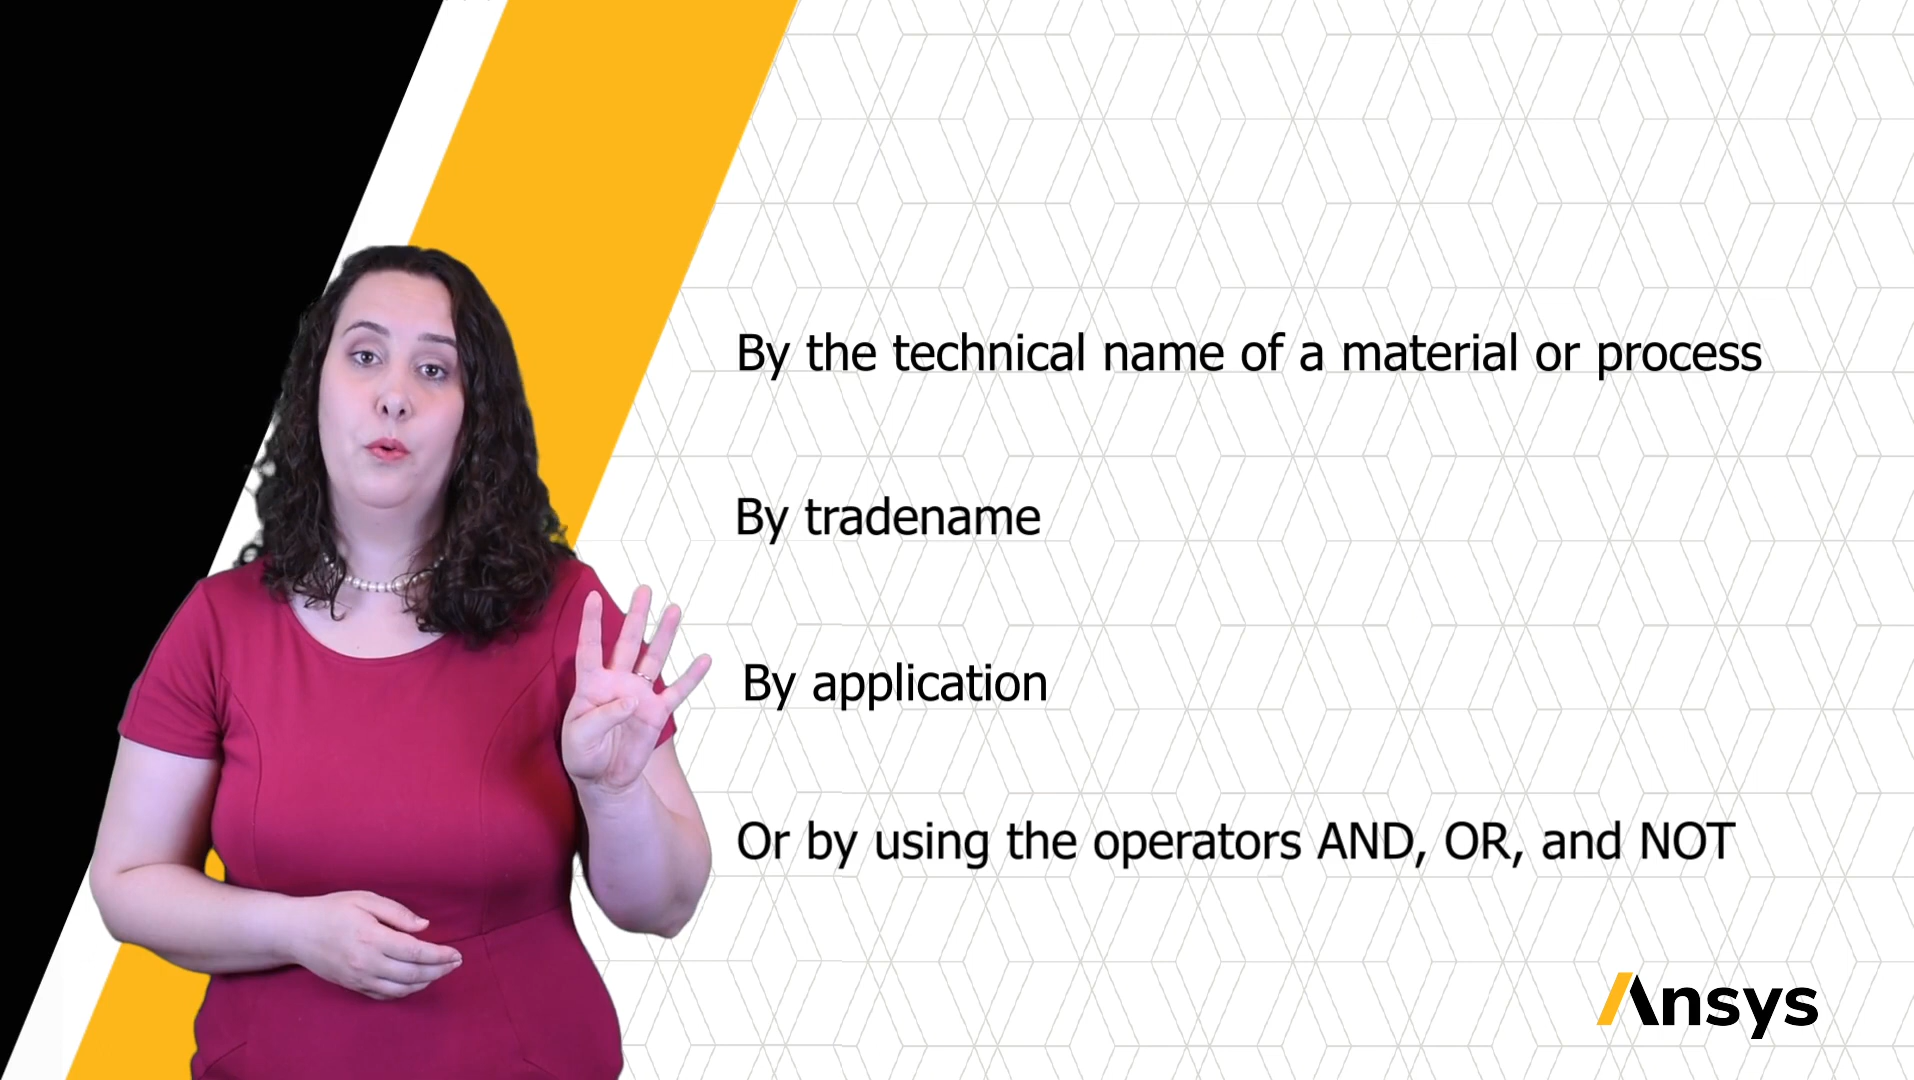 By the technical name of a material or process
By tradename
By application
Or by using the operators AND, OR, and NOT
Ansys